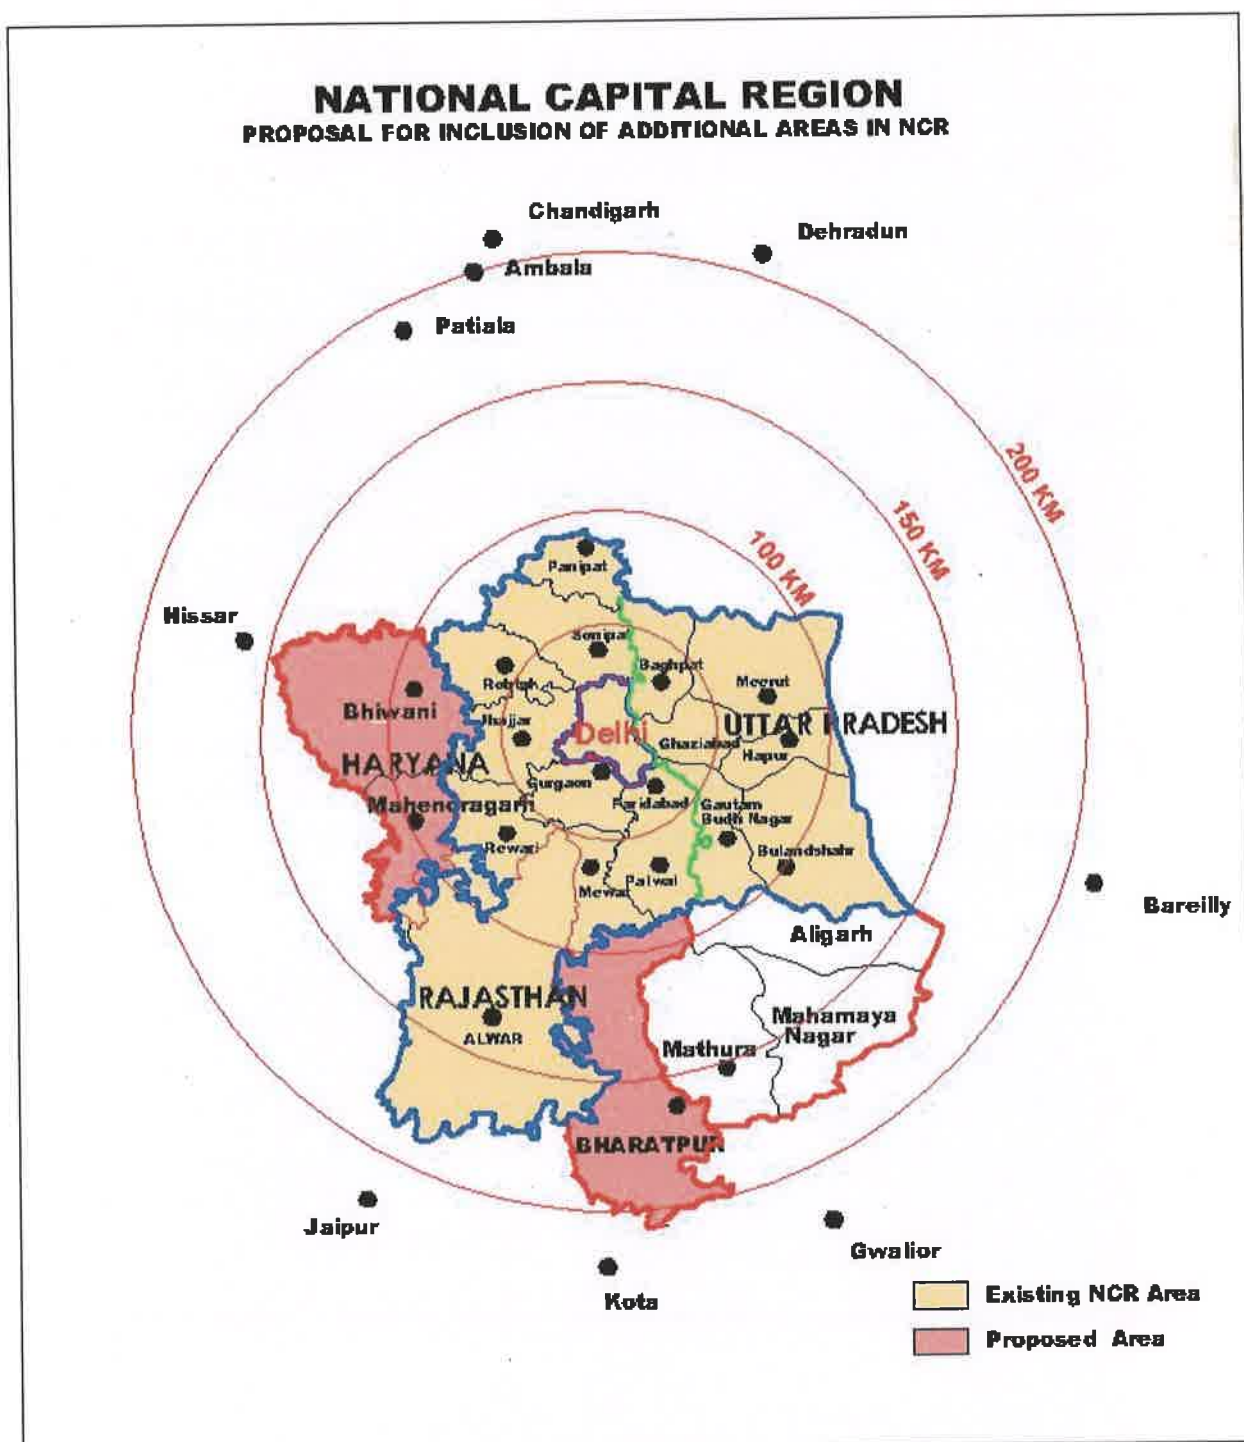 NATIONAL CAPITAL REGION
PROPOSAL FOR INCLUSION OF ADDITIONAL AREAS IN NCR
Chandigarh
Dehradun
Ambala
Patiala
200 KM
150 KM
100 KM
Panipat
Hissar
Sonipat
Baghpat
Rohtak
Meerut
Bhiwani
Jhajjar
Delhi
UTTAR PRADESH
Ghaziabad
Hapur
HARYANA
Gurgaon
Mahendragarh
Faridabad
Gautam
Budh Nagar
Rewari
Bulandshahr
Mewat
Palwal
Bareilly
Aligarh
RAJASTHAN
ALWAR
Mahamaya
Nagar
Mathura
BHARATPUR
Jaipur
Gwalior
Kota
Existing NCR Area
Proposed Area